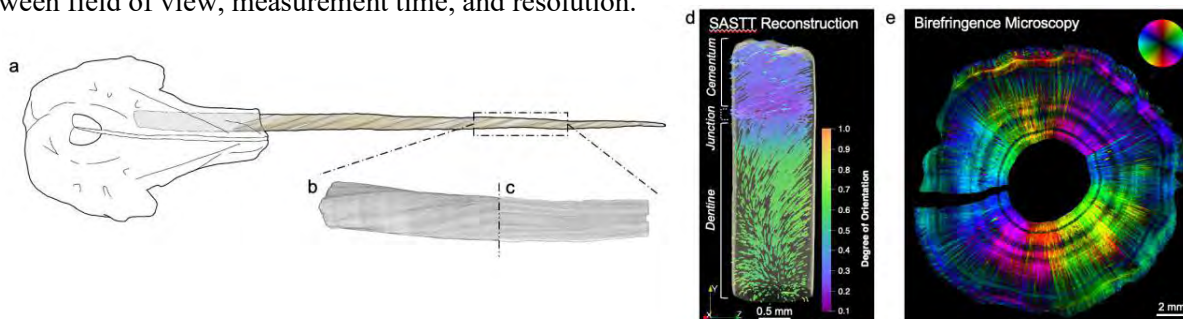 ween field of view, measurement time, and resolution.
a
b
c
d
SASTT Reconstruction
Cementum
Junction
Dentine
1.0
0.9
0.8
0.7
0.6
0.5
0.4
0.3
0.2
0.1
Degree of Orientation
Y
X
Z
0.5 mm
e
Birefringence Microscopy
2 mm